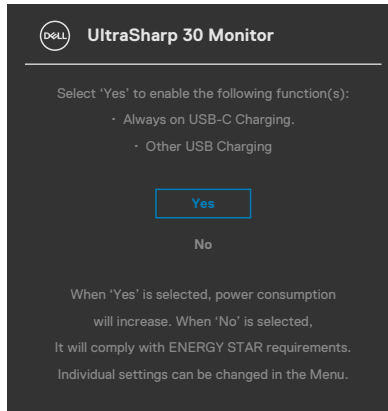 DELL
UltraSharp 30 Monitor
Select ‘Yes’ to enable the following function(s):
· Always on USB-C Charging.
· Other USB Charging
Yes
No
When ‘Yes’ is selected, power consumption
will increase. When ‘No’ is selected,
It will comply with ENERGY STAR requirements.
Individual settings can be changed in the Menu.